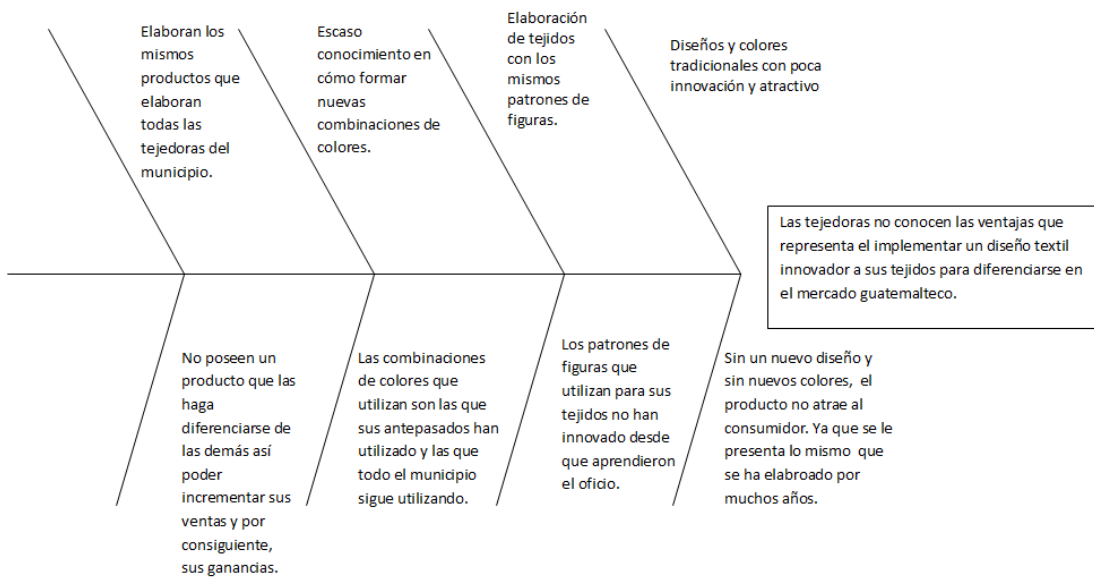 Elaboran los
mismos
productos que
elaboran
todas las
tejedoras del
municipio.
Escaso
conocimiento en
cómo formar
nuevas
combinaciones de
colores.
Elaboración
de tejidos
con los
mismos
patrones de
figuras.
Diseños y colores
tradicionales con poca
innovación y atractivo
Las tejedoras no conocen las ventajas que
representa el implementar un diseño textil
innovador a sus tejidos para diferenciarse en
el mercado guatemalteco.
No poseen un
producto que las
haga
diferenciarse de
las demás así
poder
incrementar sus
ventas y por
consiguiente,
sus ganancias.
Las combinaciones
de colores que
utilizan son las que
sus antepasados han
utilizado y las que
todo el municipio
sigue utilizando.
Los patrones de
figuras que
utilizan para sus
tejidos no han
innovado desde
que aprendieron
el oficio.
Sin un nuevo diseño y
sin nuevos colores, el
producto no atrae al
consumidor. Ya que se le
presenta lo mismo que
se ha elabroado por
muchos años.